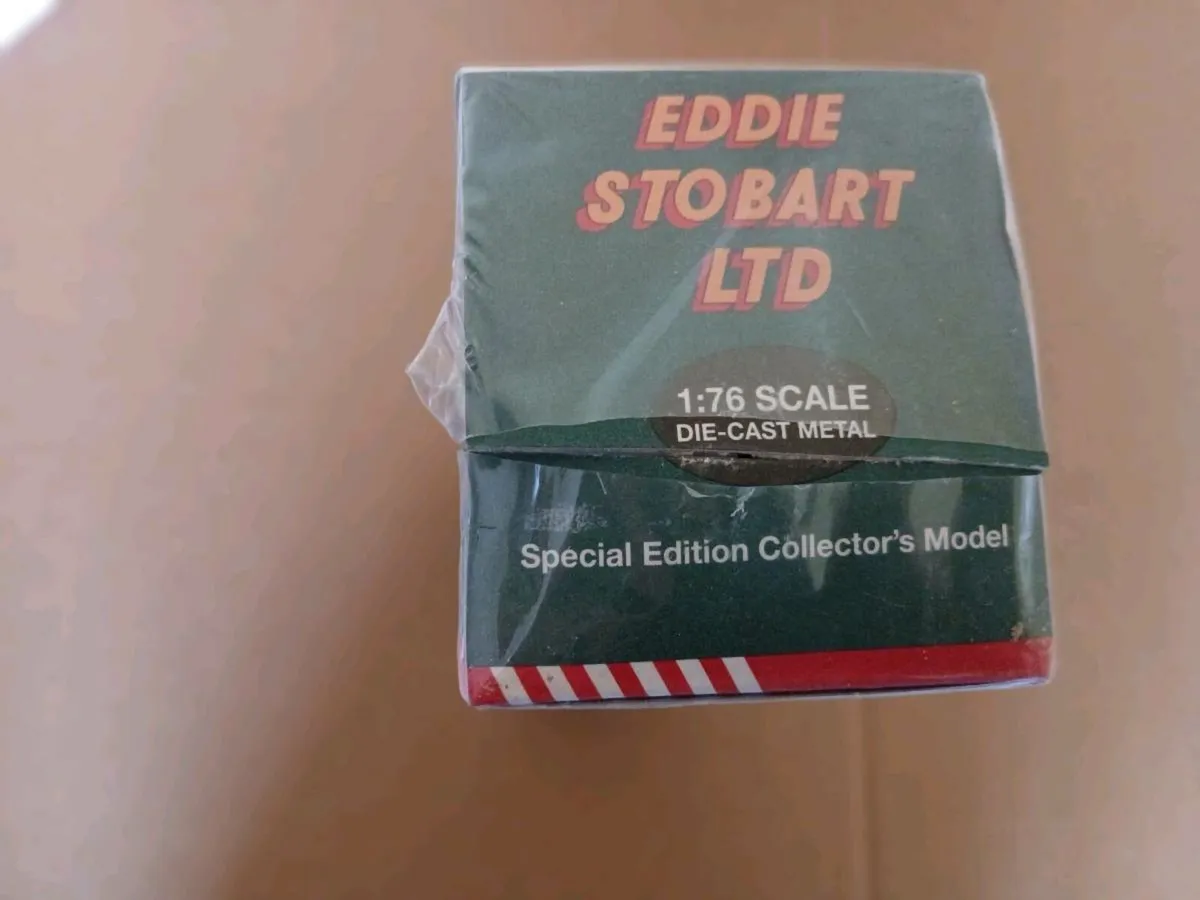 EDDIE
STOBART
LTD
1:76 SCALE
DIE-CAST METAL
Special Edition Collector's Model